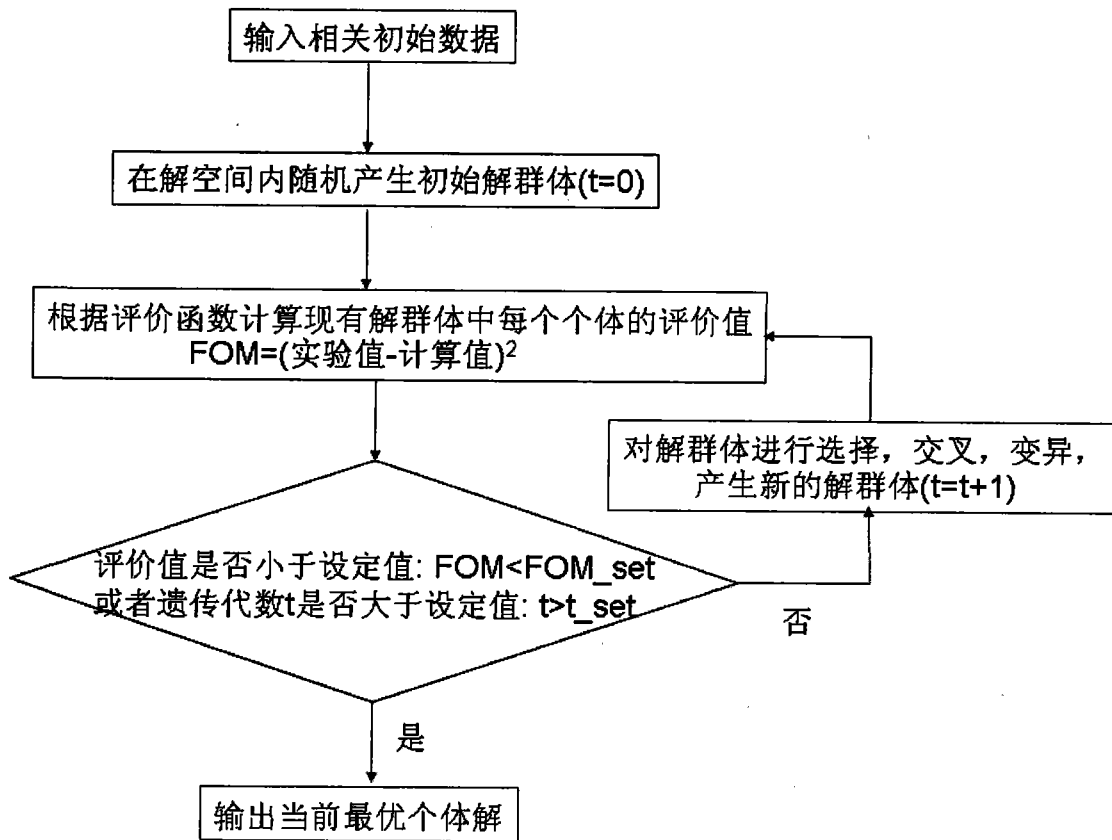 输入相关初始数据
在解空间内随机产生初始解群体(t=0)
根据评价函数计算现有解群体中每个个体的评价值
FOM=(实验值-计算值)²
对解群体进行选择，交叉，变异，
产生新的解群体(t=t+1)
评价值是否小于设定值: FOM<FOM_set
或者遗传代数t是否大于设定值: t>t_set
否
是
输出当前最优个体解